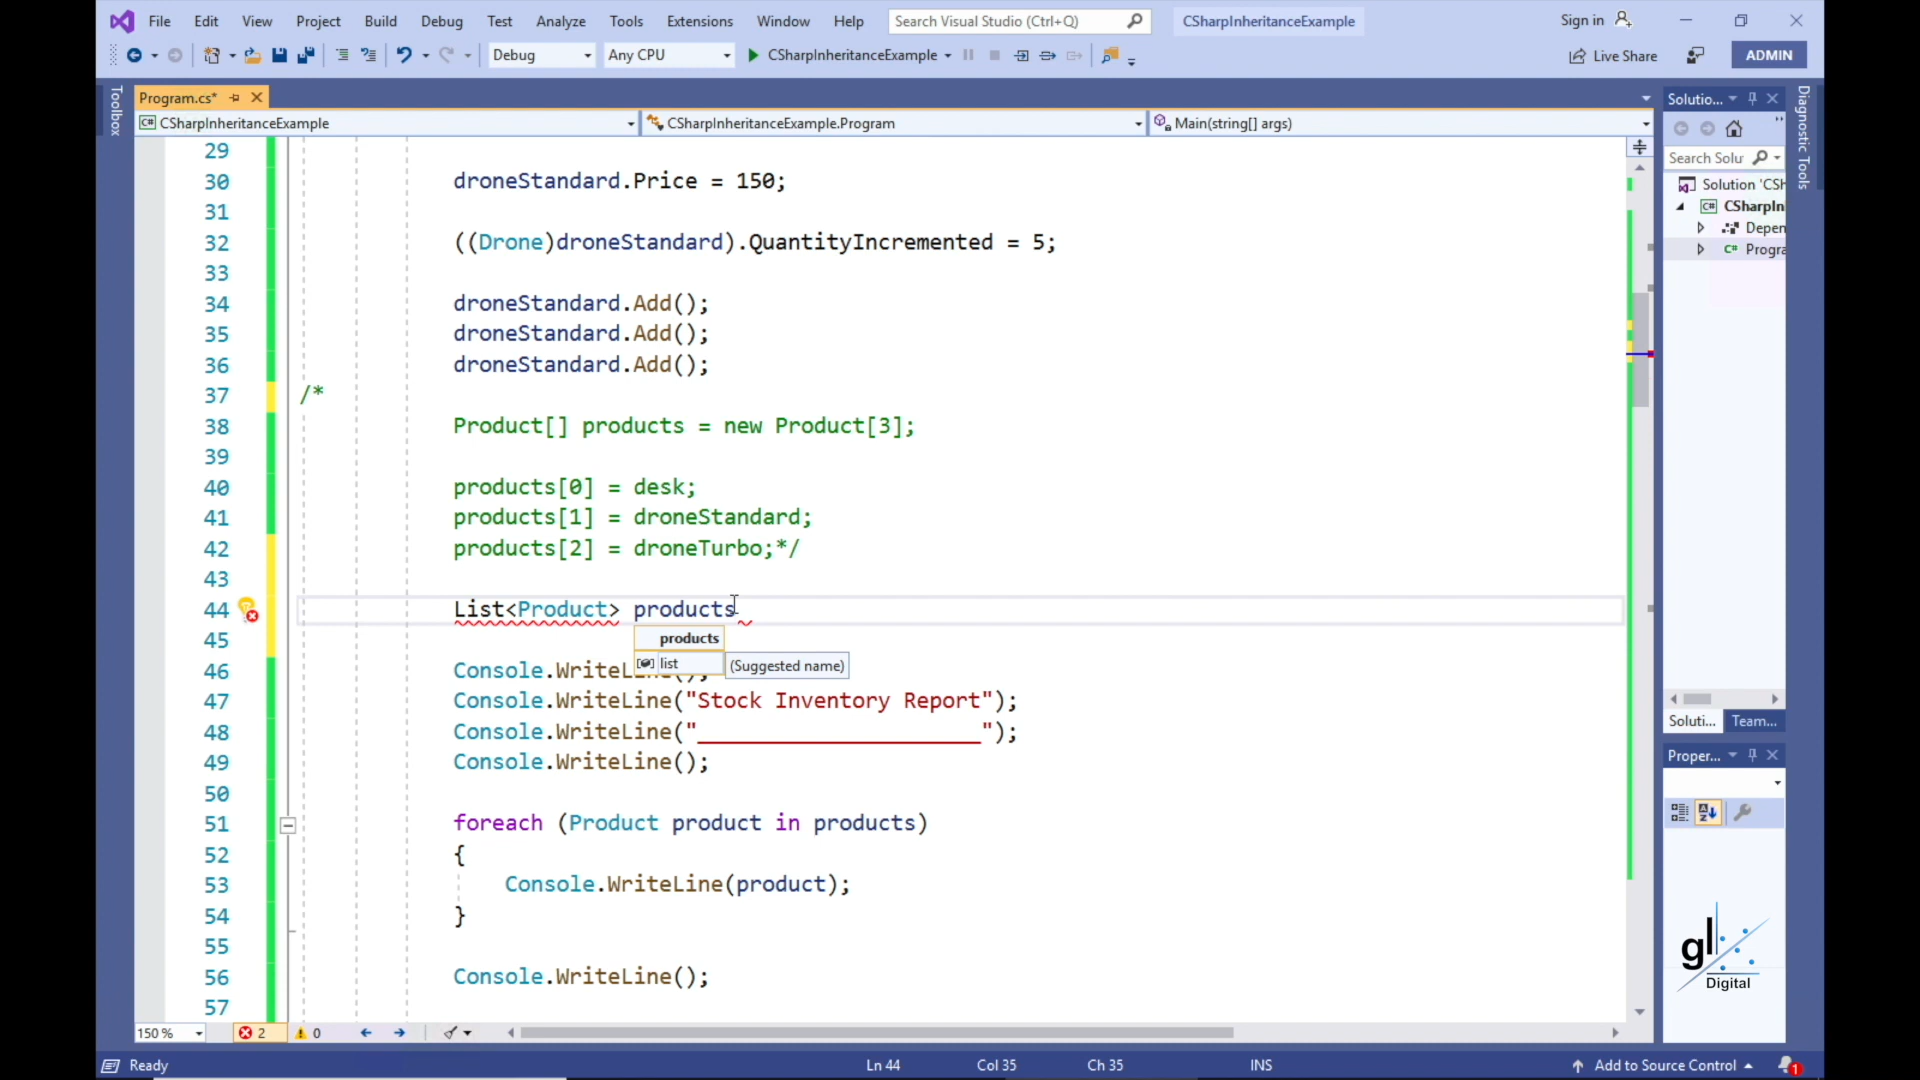 File Edit View Project Build Debug Test Analyze Tools Extensions Window Help Search Visual Studio (Ctrl+Q) CSharpInheritanceExample Sign in
Debug Any CPU CSharpInheritanceExample Live Share ADMIN
Toolbox
Program.cs*
CSharpInheritanceExample CSharpInheritanceExample.Program Main(string[] args)
29
30 droneStandard.Price = 150;
31
32 ((Drone)droneStandard).QuantityIncremented = 5;
33
34 droneStandard.Add();
35 droneStandard.Add();
36 droneStandard.Add();
37 /*
38 Product[] products = new Product[3];
39
40 products[0] = desk;
41 products[1] = droneStandard;
42 products[2] = droneTurbo;*/
43
44 List<Product> products
products
list (Suggested name)
45
46 Console.WriteL
47 Console.WriteLine("Stock Inventory Report");
48 Console.WriteLine("______________________");
49 Console.WriteLine();
50
51 foreach (Product product in products)
52 {
53 Console.WriteLine(product);
54 }
55
56 Console.WriteLine();
57
150 % 2 0
Ready Ln 44 Col 35 Ch 35 INS Add to Source Control 1
Solutio...
Search Solu
Solution 'CSh
C# CSharpIn
Depen
C# Progra
Soluti... Team...
Proper...
Diagnostic Tools
gl
Digital